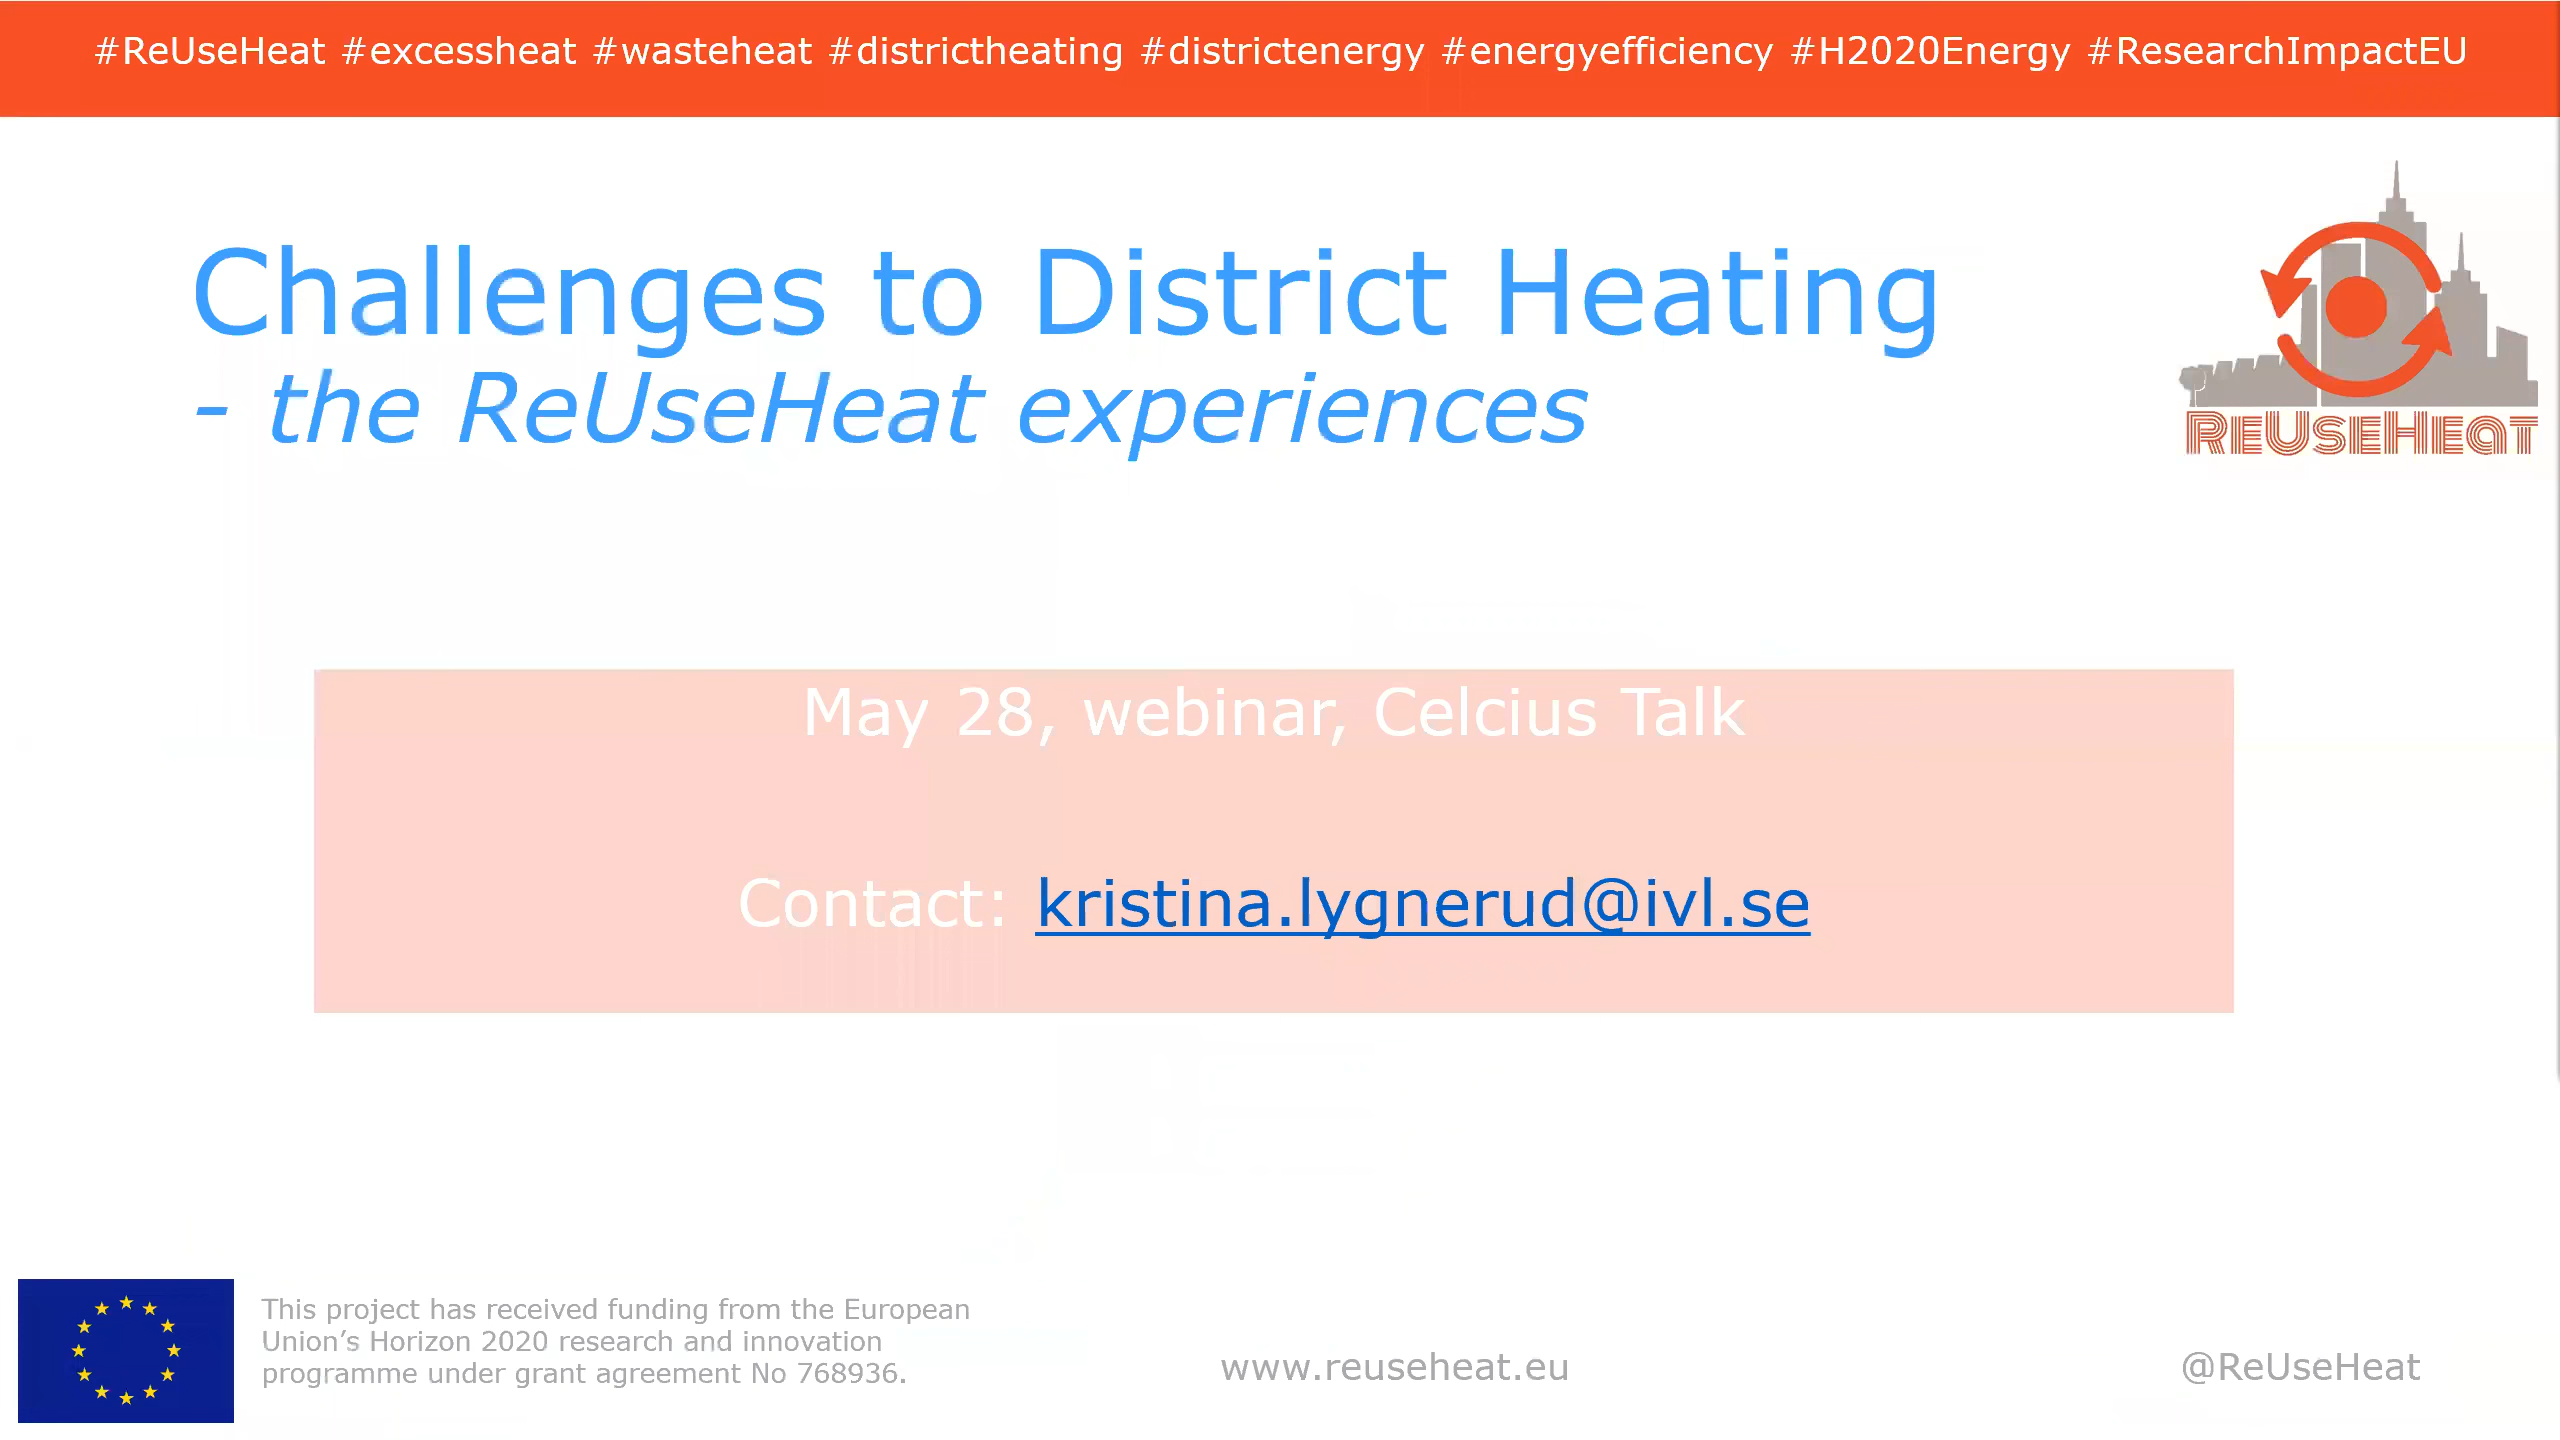 #ReUseHeat #excessheat #wasteheat #districtheating #districtenergy #energyefficiency #H2020Energy #ResearchImpactEU
Challenges to District Heating
- the ReUseHeat experiences
REUSEHEAT
May 28, webinar, Celcius Talk
Contact: kristina.lygnerud@ivl.se
This project has received funding from the European
Union’s Horizon 2020 research and innovation
programme under grant agreement No 768936.
www.reuseheat.eu
@ReUseHeat